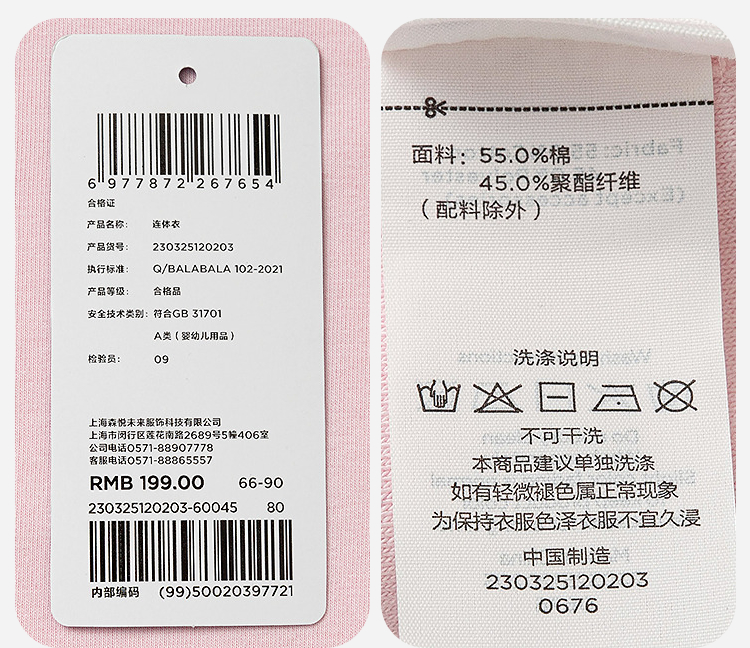 6 977872 267654
合格证
产品名称: 连体衣
产品货号: 230325120203
执行标准: Q/BALABALA 102-2021
产品等级: 合格品
安全技术类别: 符合GB 31701
A类（婴幼儿用品）
检验员: 09
上海森悦未来服饰科技有限公司
上海市闵行区莲花南路2689号5幢406室
公司电话0571-88907778
客服电话0571-88865557
RMB 199.00 66-90
230325120203-60045 80
内部编码 (99)50020397721
面料: 55.0%棉
45.0%聚酯纤维
（配料除外）
洗涤说明
不可干洗
本商品建议单独洗涤
如有轻微褪色属正常现象
为保持衣服色泽衣服不宜久浸
中国制造
230325120203
0676